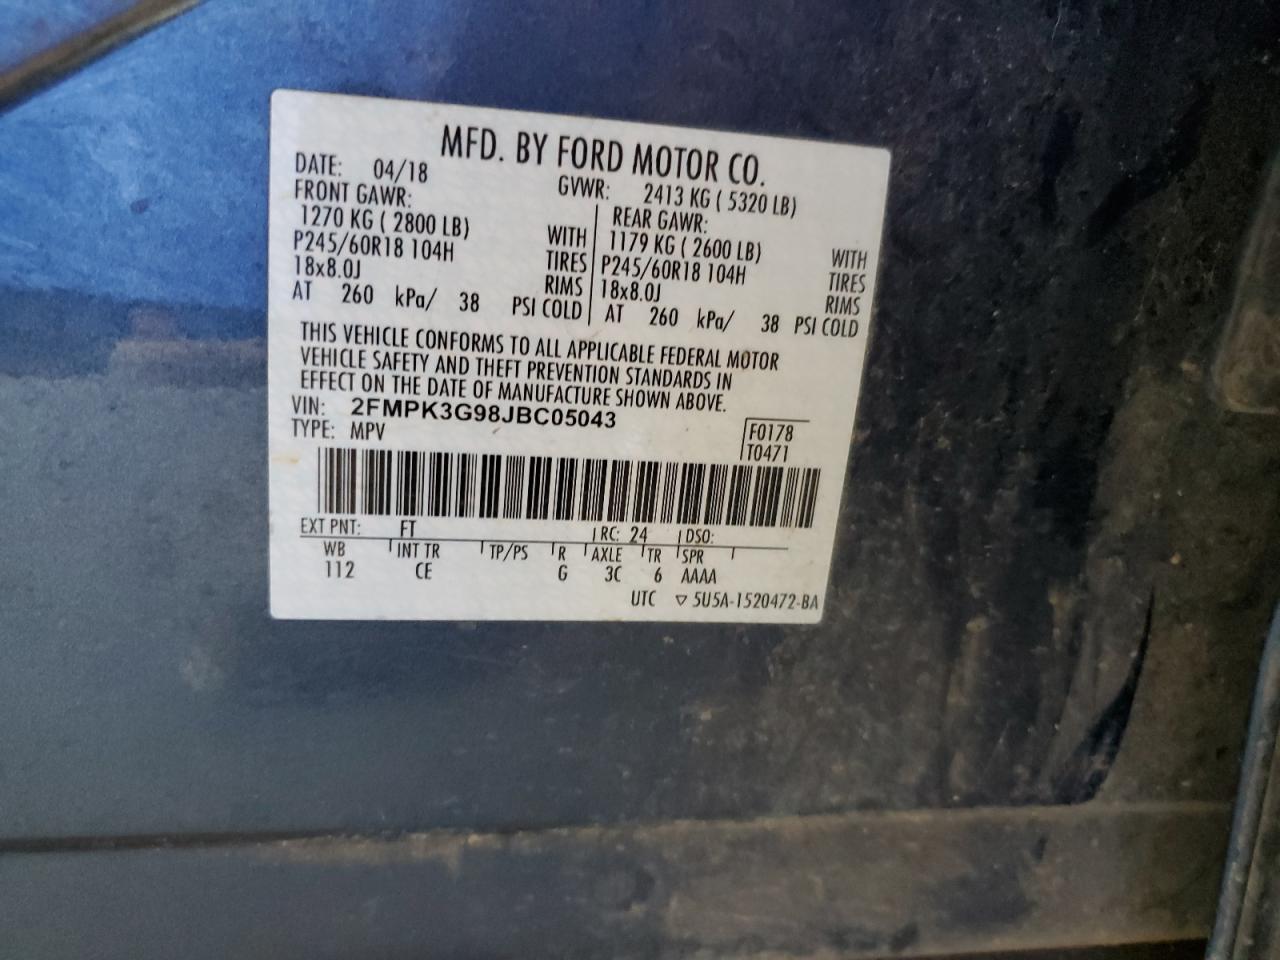 MFD. BY FORD MOTOR CO.
DATE: 04/18 GVWR: 2413 KG ( 5320 LB)
FRONT GAWR: REAR GAWR:
1270 KG ( 2800 LB) WITH 1179 KG ( 2600 LB) WITH
P245/60R18 104H TIRES P245/60R18 104H TIRES
18x8.0J RIMS 18x8.0J RIMS
AT 260 kPa/ 38 PSI COLD AT 260 kPa/ 38 PSI COLD
THIS VEHICLE CONFORMS TO ALL APPLICABLE FEDERAL MOTOR
VEHICLE SAFETY AND THEFT PREVENTION STANDARDS IN
EFFECT ON THE DATE OF MANUFACTURE SHOWN ABOVE.
VIN: 2FMPK3G98JBC05043
TYPE: MPV F0178
T0471
EXT PNT: FT RC: 24 DSO:
WB INT TR TP/PS R AXLE TR SPR
112 CE G 3C 6 AAAA
UTC ▽ 5U5A-1520472-BA